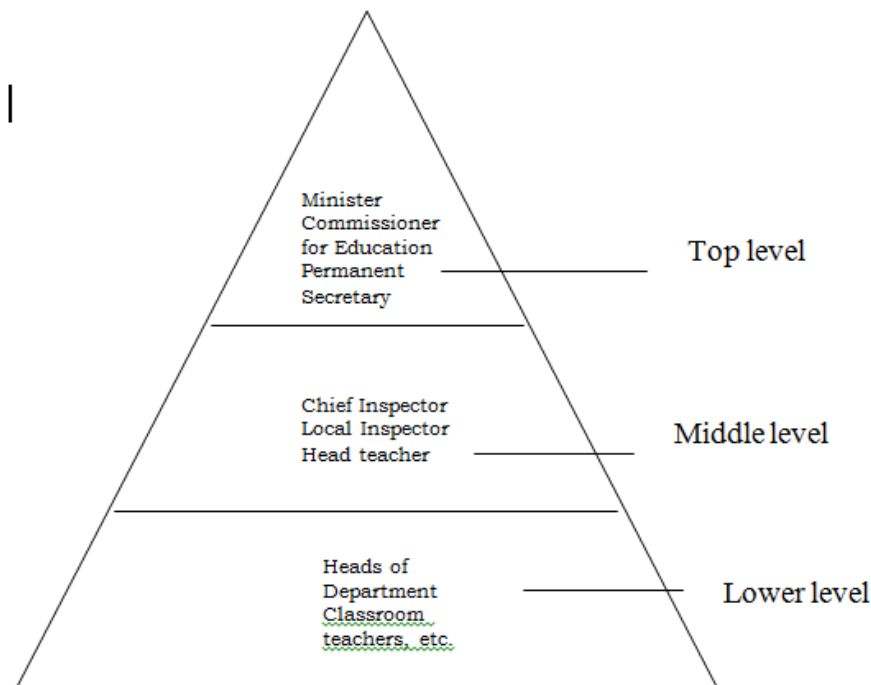 Minister
Commissioner
for Education
Permanent
Secretary
Top level
Chief Inspector
Local Inspector
Head teacher
Middle level
Heads of
Department
Classroom
teachers, etc.
Lower level